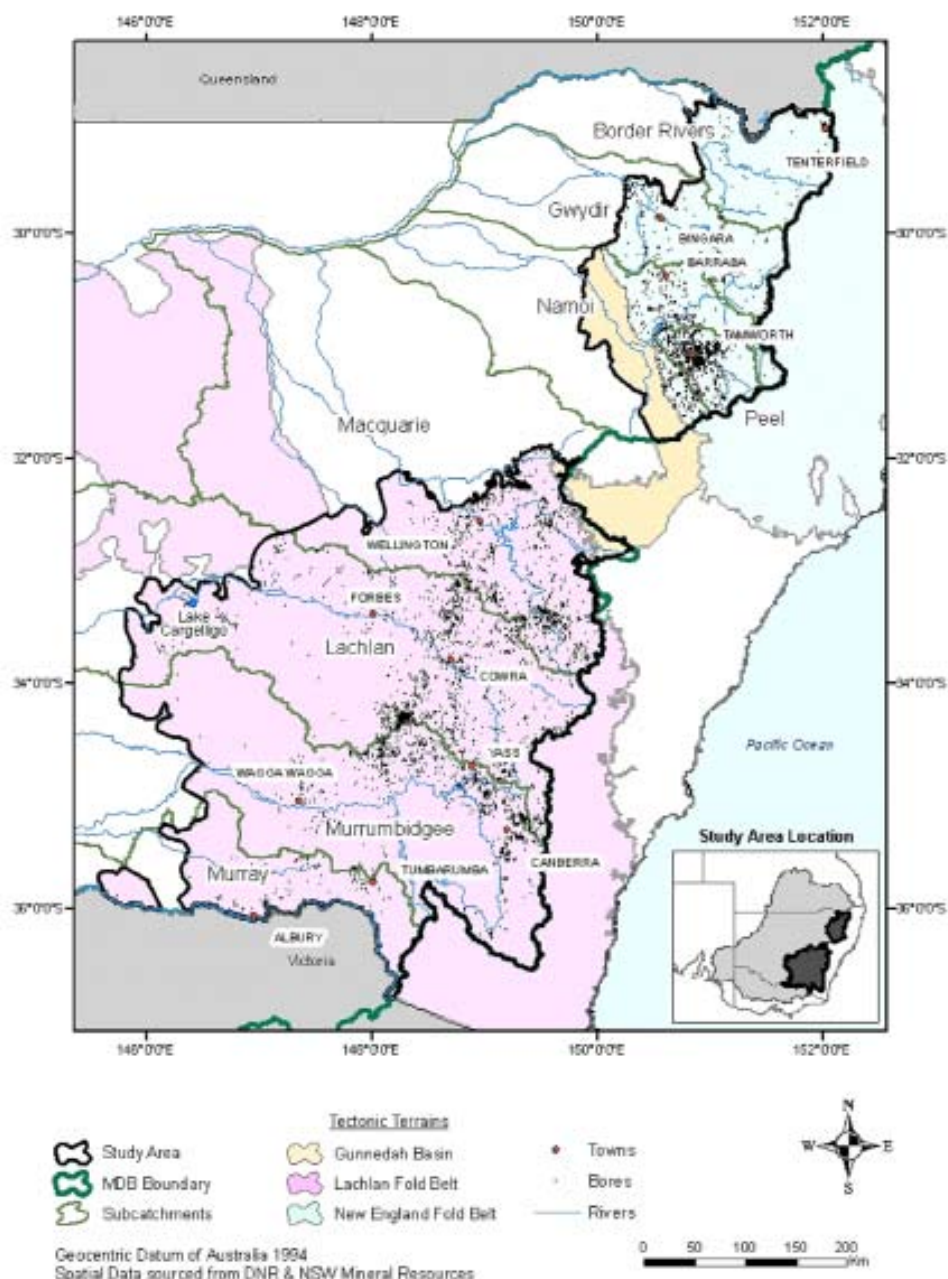 146°0'0"E 148°0'0"E 150°0'0"E 152°0'0"E
Queensland
Border Rivers
TENTERFIELD
Gwydir
30°0'0"S 30°0'0"S
BINGARA
BARRABA
Namoi
TAMWORTH
Peel
Macquarie
32°0'0"S 32°0'0"S
WELLINGTON
FORBES
Lake
Cargelligo
Lachlan
COWRA
34°0'0"S 34°0'0"S
YASS
Pacific Ocean
WAGGA WAGGA
Murrumbidgee
Study Area Location
CANBERRA
TUMBARUMBA
Murray
36°0'0"S 36°0'0"S
ALBURY
Victoria
146°0'0"E 148°0'0"E 150°0'0"E 152°0'0"E
Tectonic Terrains
Study Area Gunnedah Basin Towns
MDB Boundary Lachlan Fold Belt Bores
Subcatchments New England Fold Belt Rivers
N
W E
S
Geocentric Datum of Australia 1994
Spatial Data sourced from DNR & NSW Mineral Resources
0 50 100 150 200